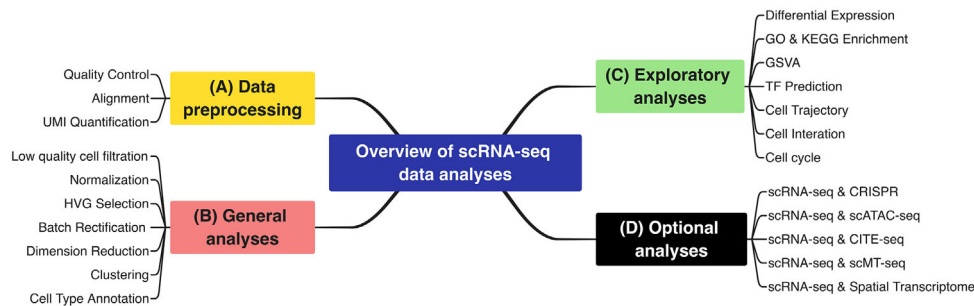 Overview of scRNA-seq
data analyses
(A) Data
preprocessing
Quality Control
Alignment
UMI Quantification
(B) General
analyses
Low quality cell filtration
Normalization
HVG Selection
Batch Rectification
Dimension Reduction
Clustering
Cell Type Annotation
(C) Exploratory
analyses
Differential Expression
GO & KEGG Enrichment
GSVA
TF Prediction
Cell Trajectory
Cell Interation
Cell cycle
(D) Optional
analyses
scRNA-seq & CRISPR
scRNA-seq & scATAC-seq
scRNA-seq & CITE-seq
scRNA-seq & scMT-seq
scRNA-seq & Spatial Transcriptome